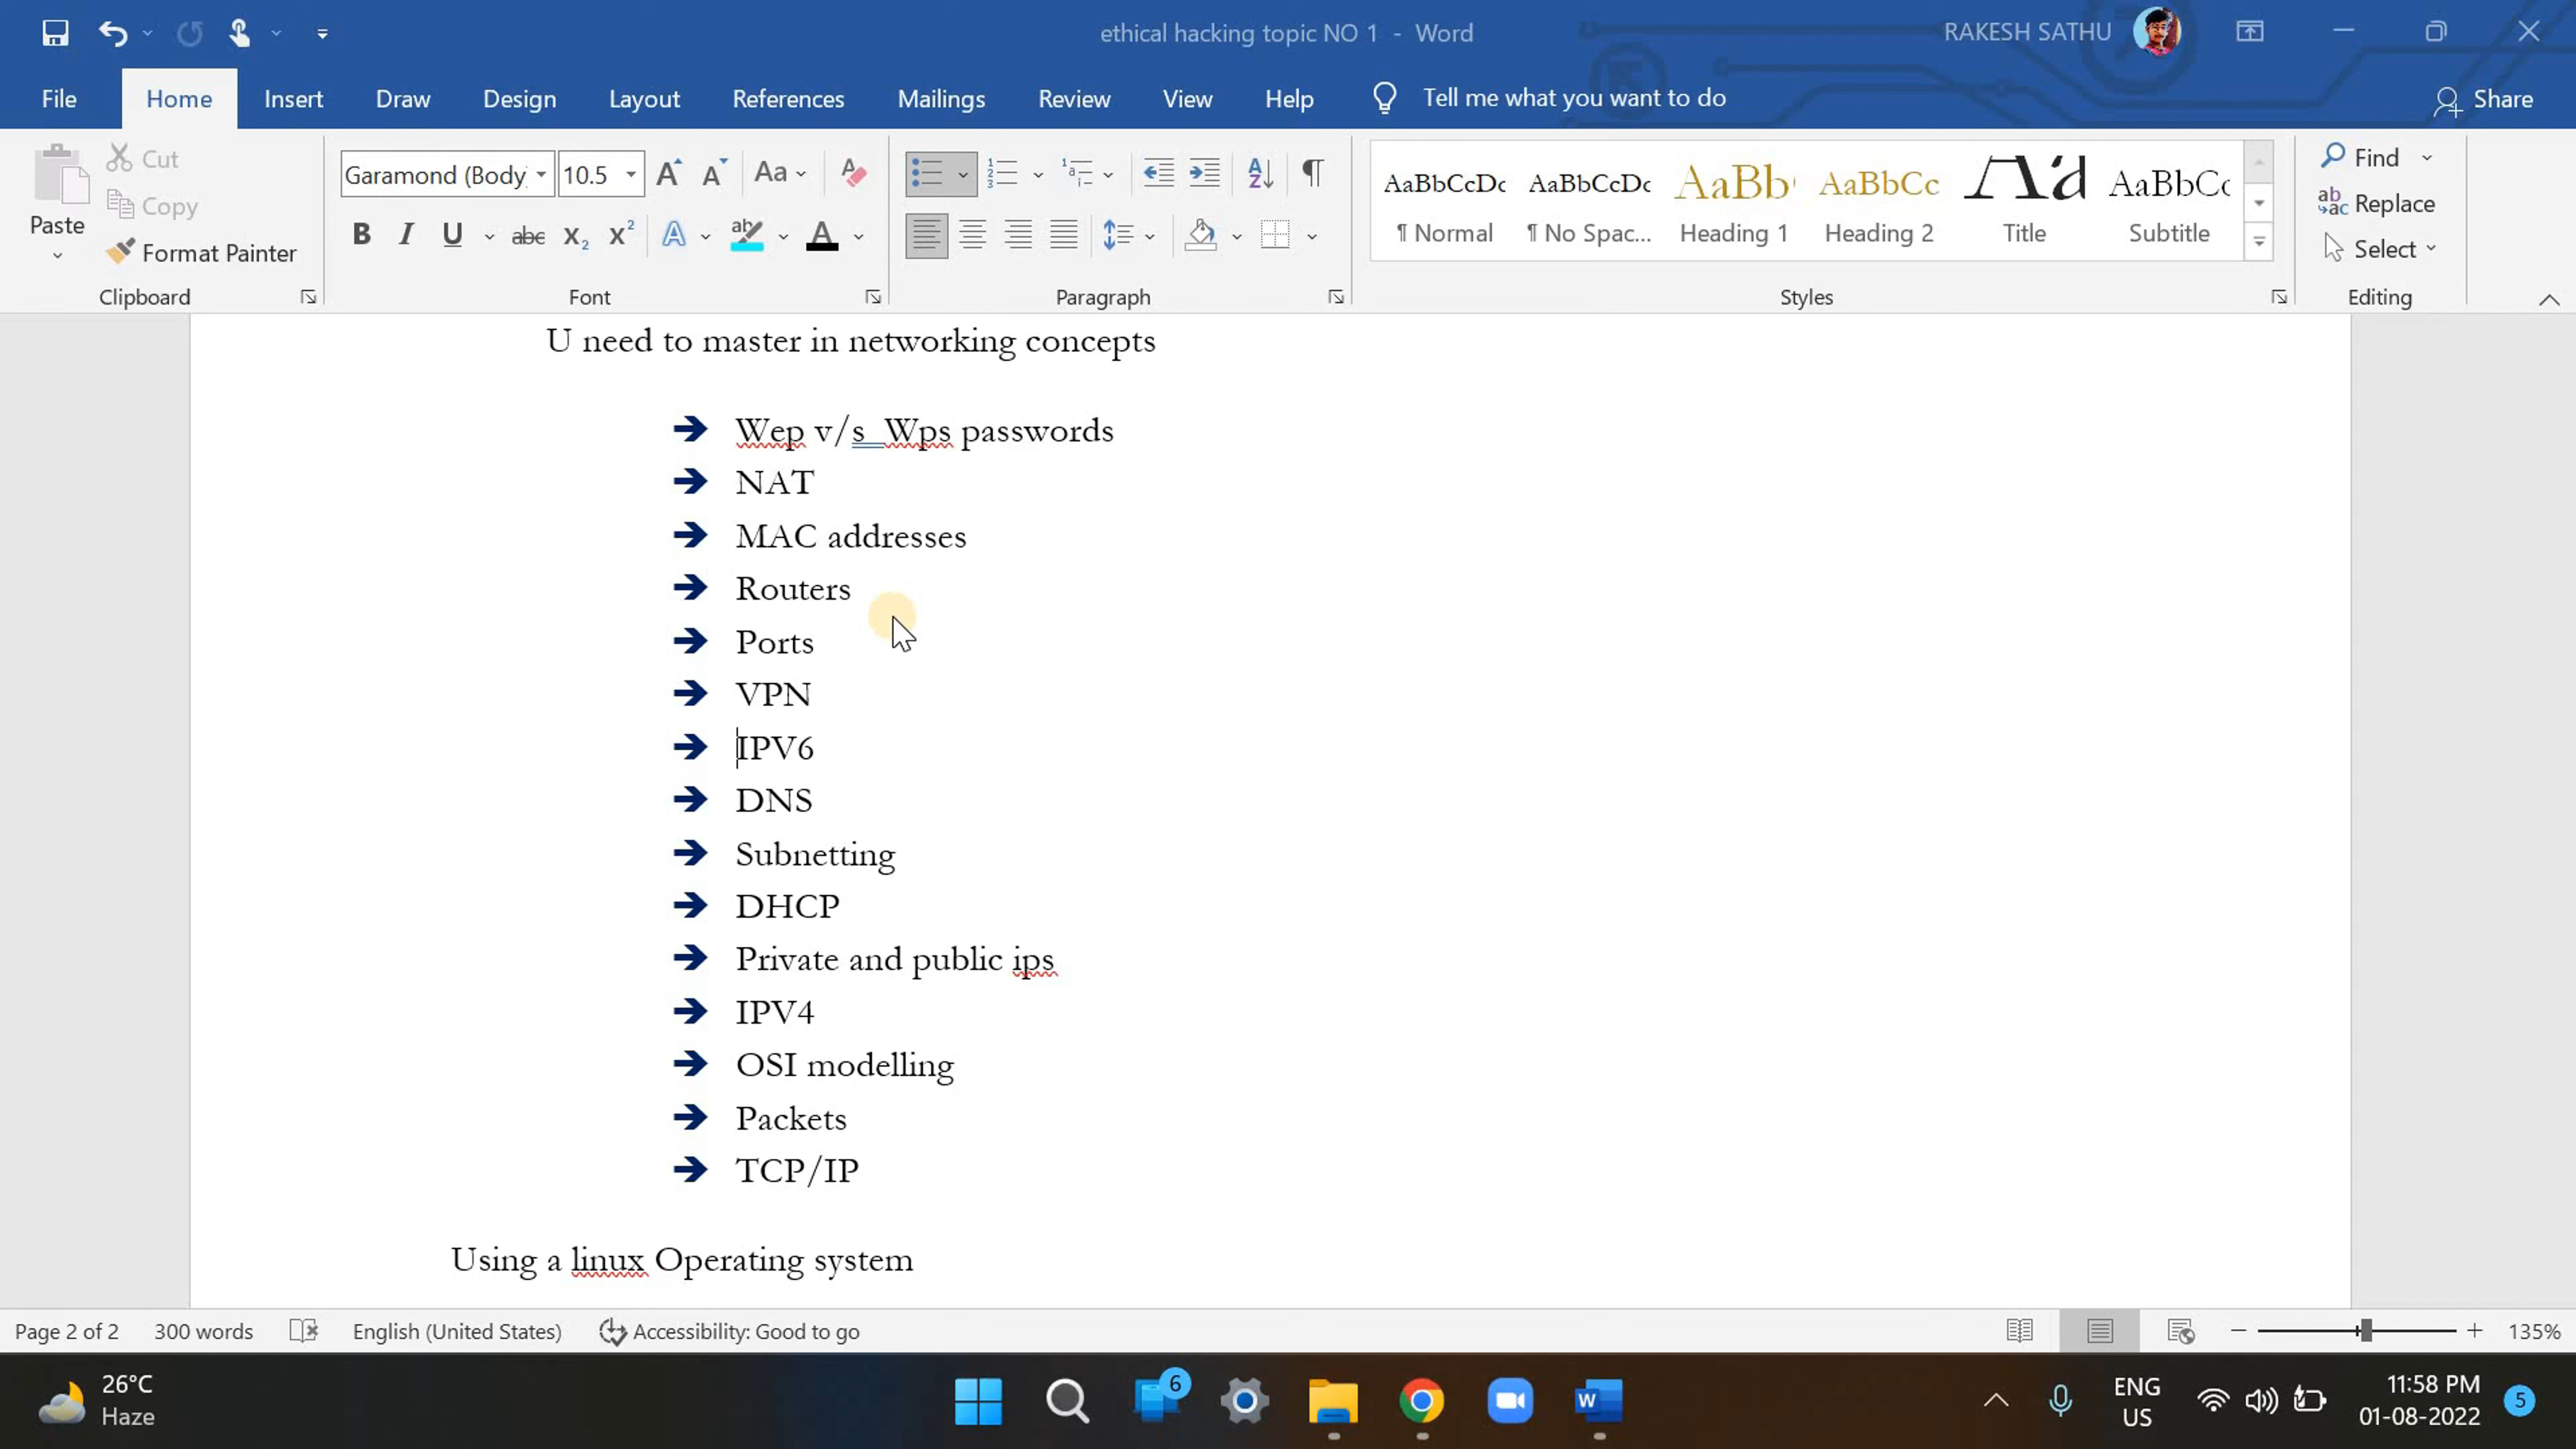 ethical hacking topic NO 1 - Word
RAKESH SATHU
File Home Insert Draw Design Layout References Mailings Review View Help Tell me what you want to do Share
Paste
Cut
Copy
Format Painter
Clipboard
Garamond (Body 10.5
Font
Paragraph
AaBbCcDc AaBbCcDc AaBb AaBbCc AaB AaBbCc
¶ Normal ¶ No Spac... Heading 1 Heading 2 Title Subtitle
Styles
Find
Replace
Select
Editing
U need to master in networking concepts
➔ Wep v/s Wps passwords
➔ NAT
➔ MAC addresses
➔ Routers
➔ Ports
➔ VPN
➔ IPV6
➔ DNS
➔ Subnetting
➔ DHCP
➔ Private and public ips
➔ IPV4
➔ OSI modelling
➔ Packets
➔ TCP/IP
Using a linux Operating system
Page 2 of 2 300 words English (United States) Accessibility: Good to go 135%
26°C
Haze
6
ENG
US
11:58 PM
01-08-2022
5